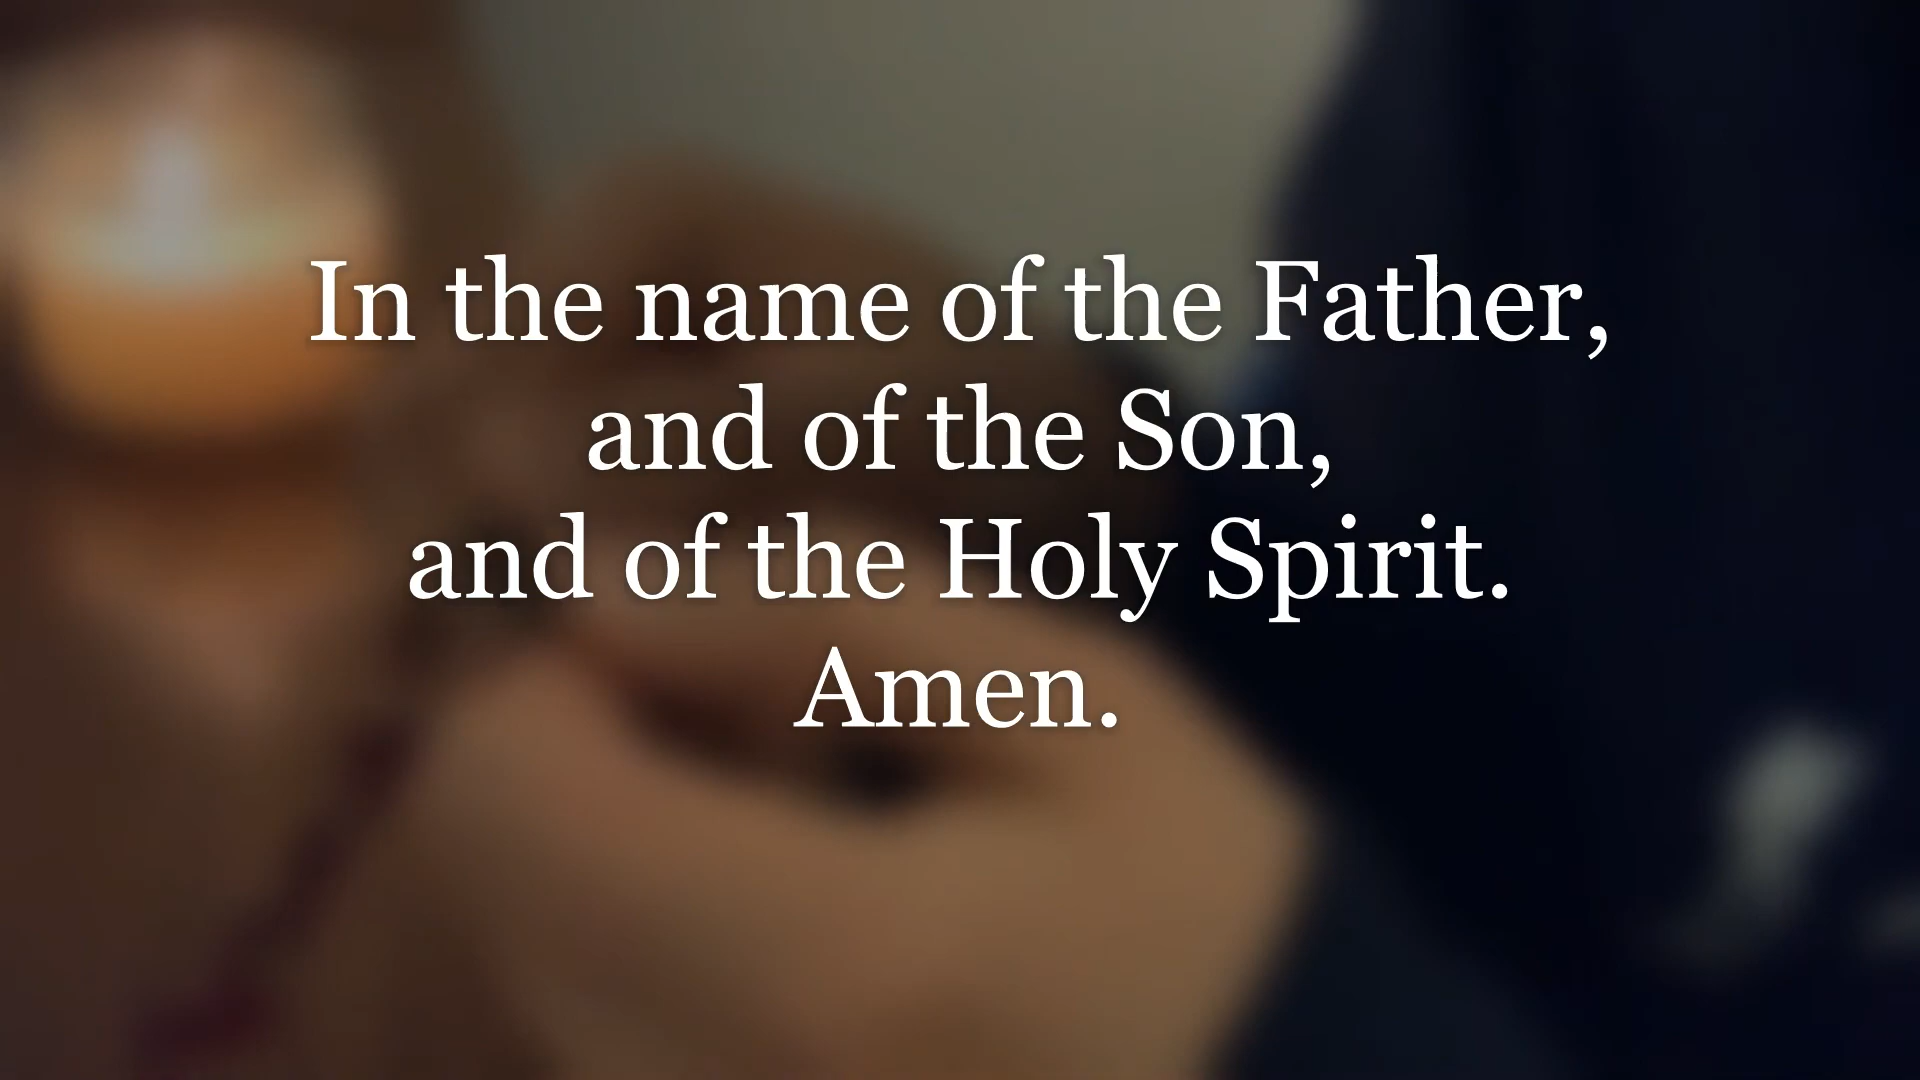 In the name of the Father,
and of the Son,
and of the Holy Spirit.
Amen.